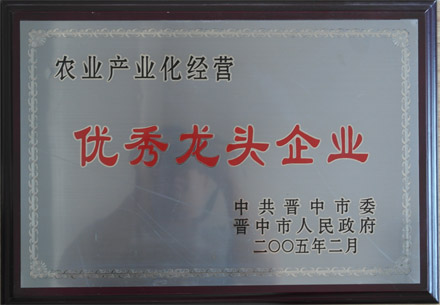 农业产业化经营
优秀龙头企业
中共晋中市委
晋中市人民政府
二〇〇五年二月